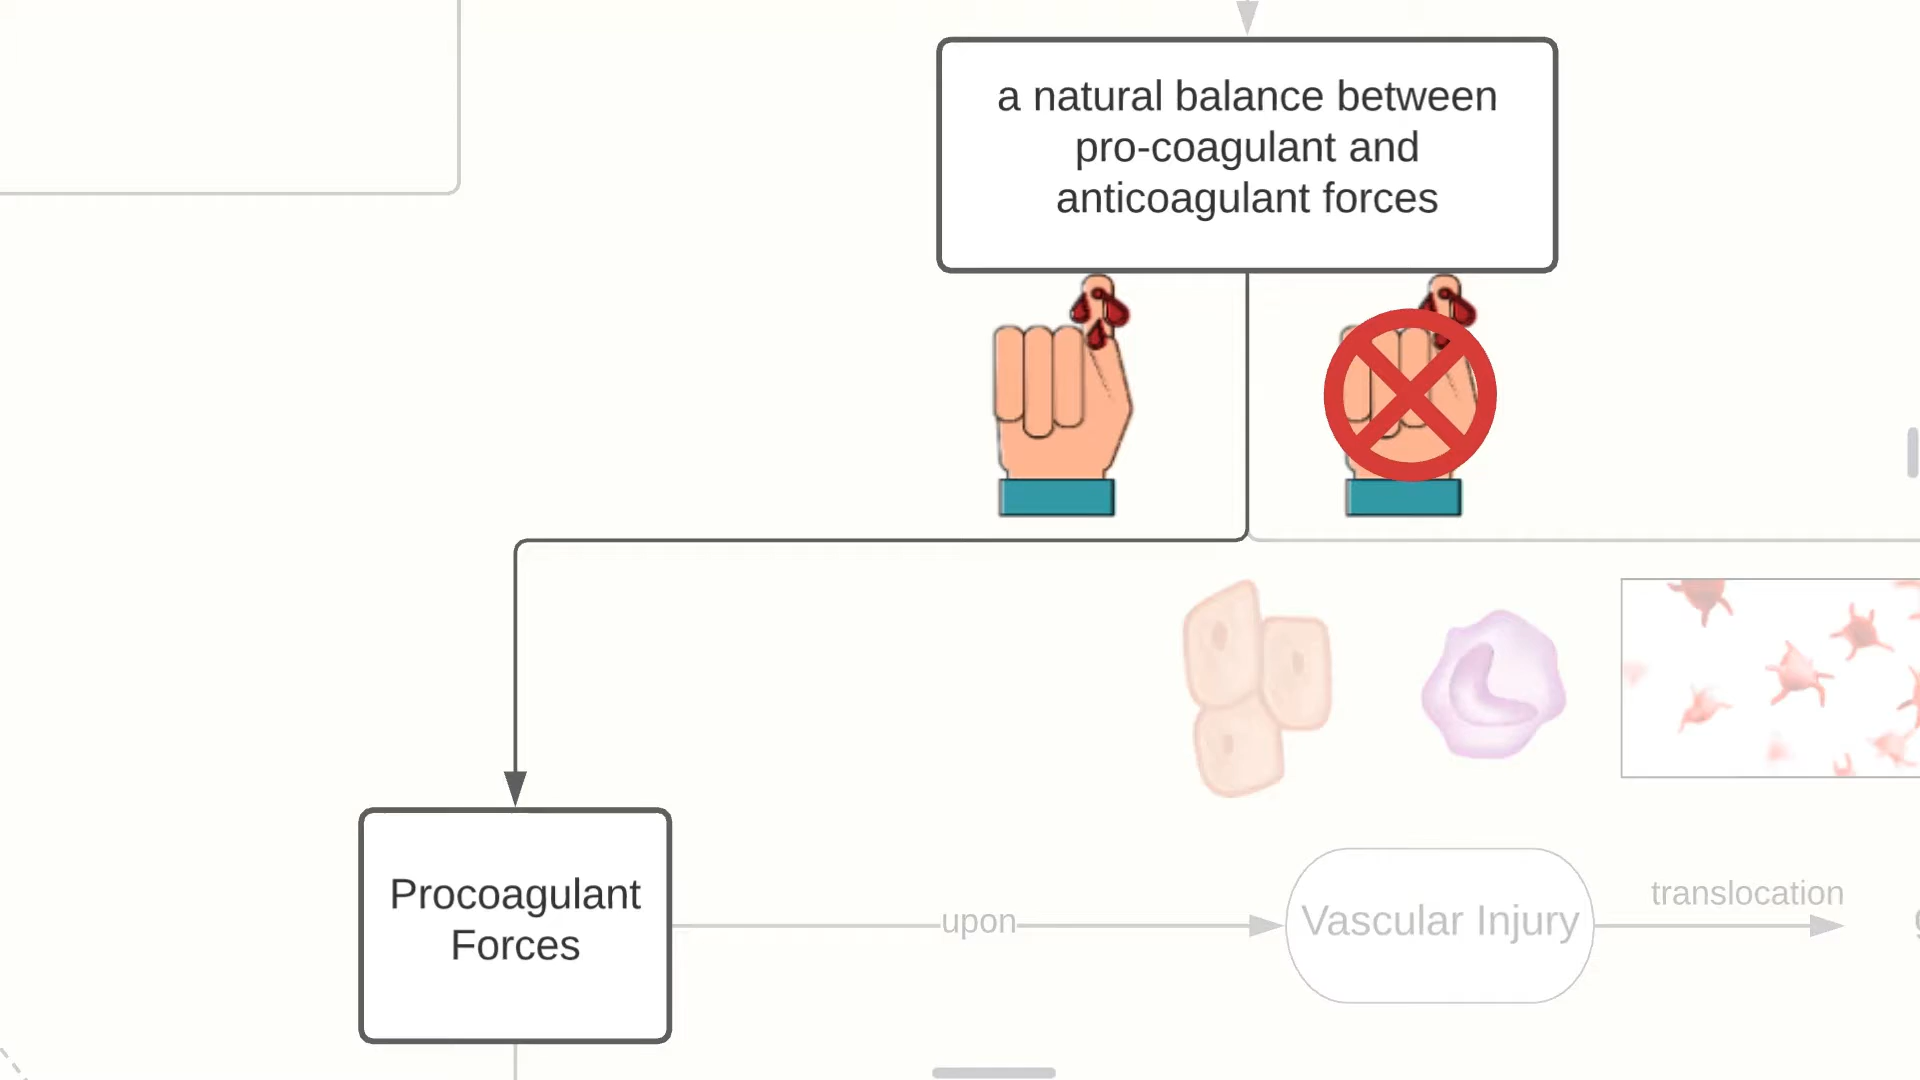 a natural balance between
pro-coagulant and
anticoagulant forces
Procoagulant
Forces
upon
Vascular Injury
translocation